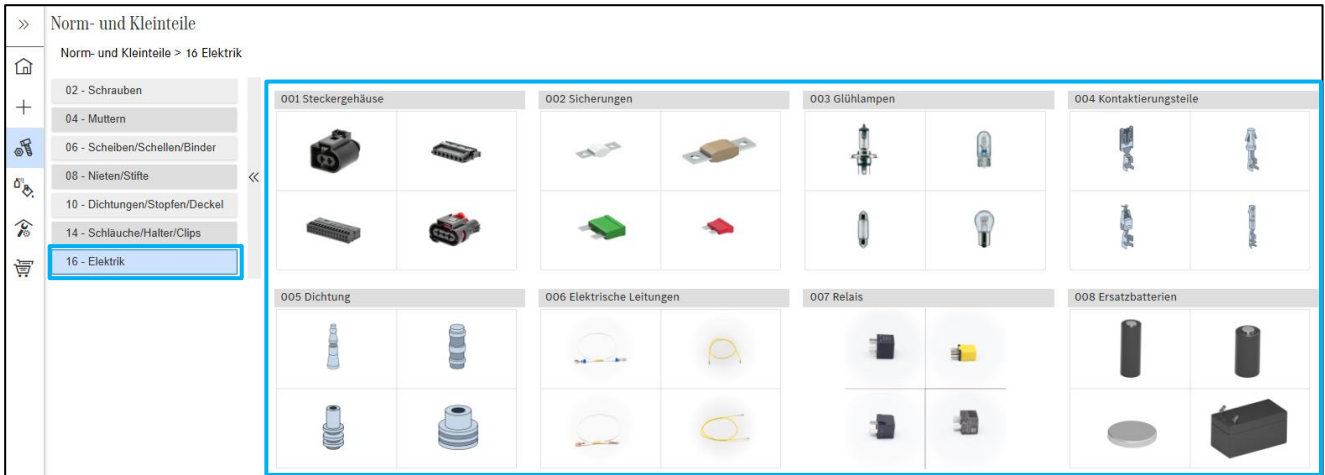 Norm- und Kleinteile
Norm- und Kleinteile > 16 Elektrik
02 - Schrauben
04 - Muttern
06 - Scheiben/Schellen/Binder
08 - Nieten/Stifte
10 - Dichtungen/Stopfen/Deckel
14 - Schläuche/Halter/Clips
16 - Elektrik
001 Steckergehäuse
002 Sicherungen
003 Glühlampen
004 Kontaktierungsteile
005 Dichtung
006 Elektrische Leitungen
007 Relais
008 Ersatzbatterien